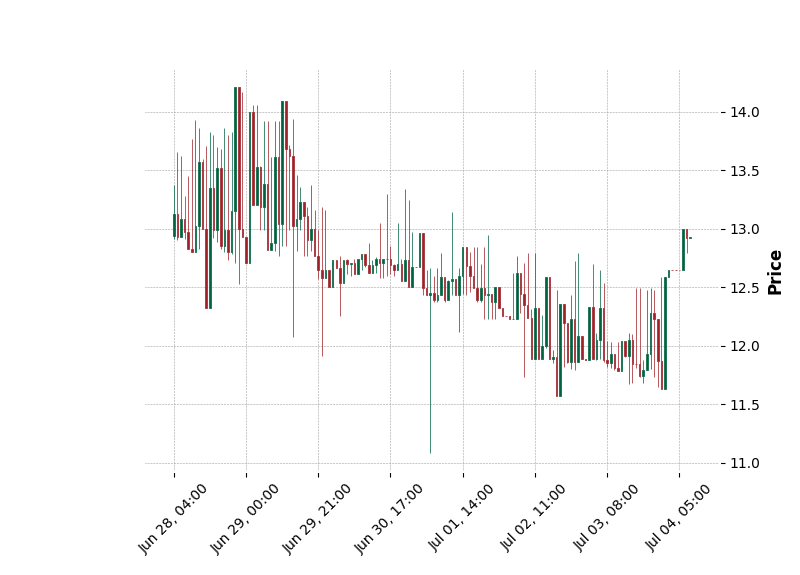 14.0
13.5
13.0
12.5
12.0
11.5
11.0
Price
Jun 28, 04:00
Jun 29, 00:00
Jun 29, 21:00
Jun 30, 17:00
Jul 01, 14:00
Jul 02, 11:00
Jul 03, 08:00
Jul 04, 05:00